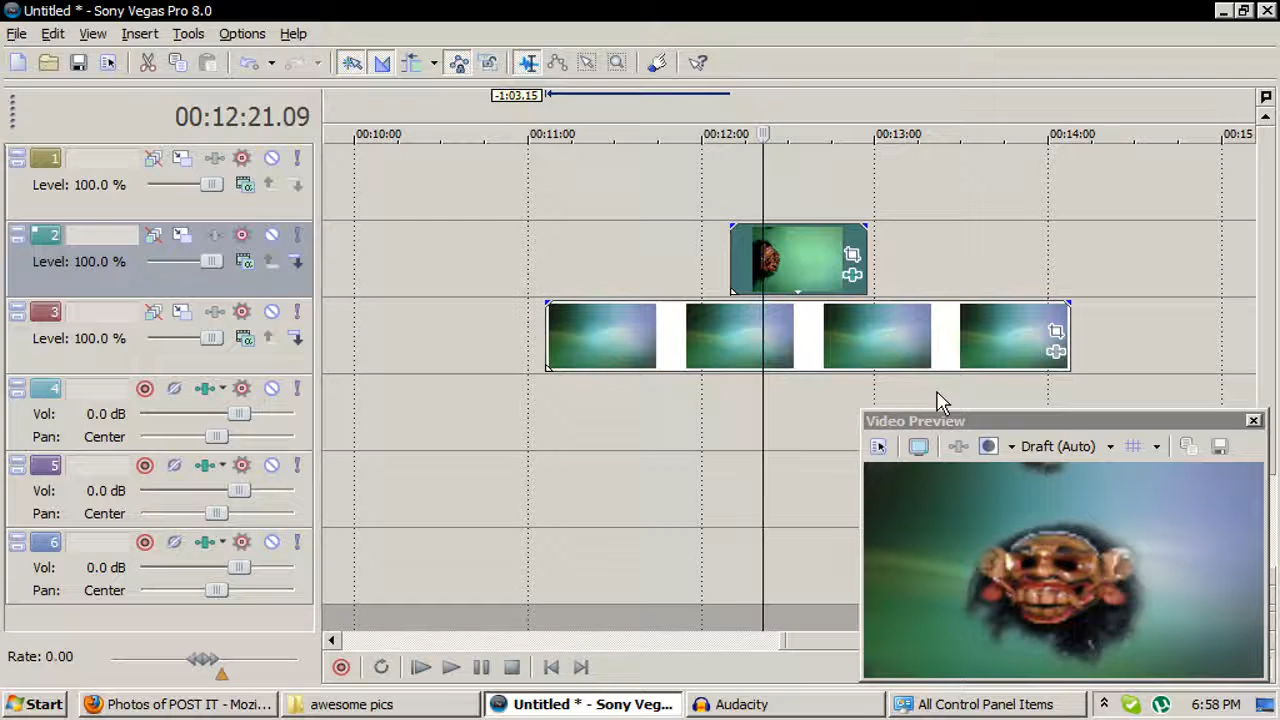 Untitled * - Sony Vegas Pro 8.0
File Edit View Insert Tools Options Help
-1:03.15
00:12:21.09
00:10:00 00:11:00 00:12:00 00:13:00 00:14:00 00:15
1
Level: 100.0 %
2
Level: 100.0 %
3
Level: 100.0 %
4
Vol: 0.0 dB
Pan: Center
5
Vol: 0.0 dB
Pan: Center
6
Vol: 0.0 dB
Pan: Center
Video Preview
Draft (Auto)
Rate: 0.00
Start Photos of POST IT - Mozi... awesome pics Untitled * - Sony Veg... Audacity All Control Panel Items 6:58 PM